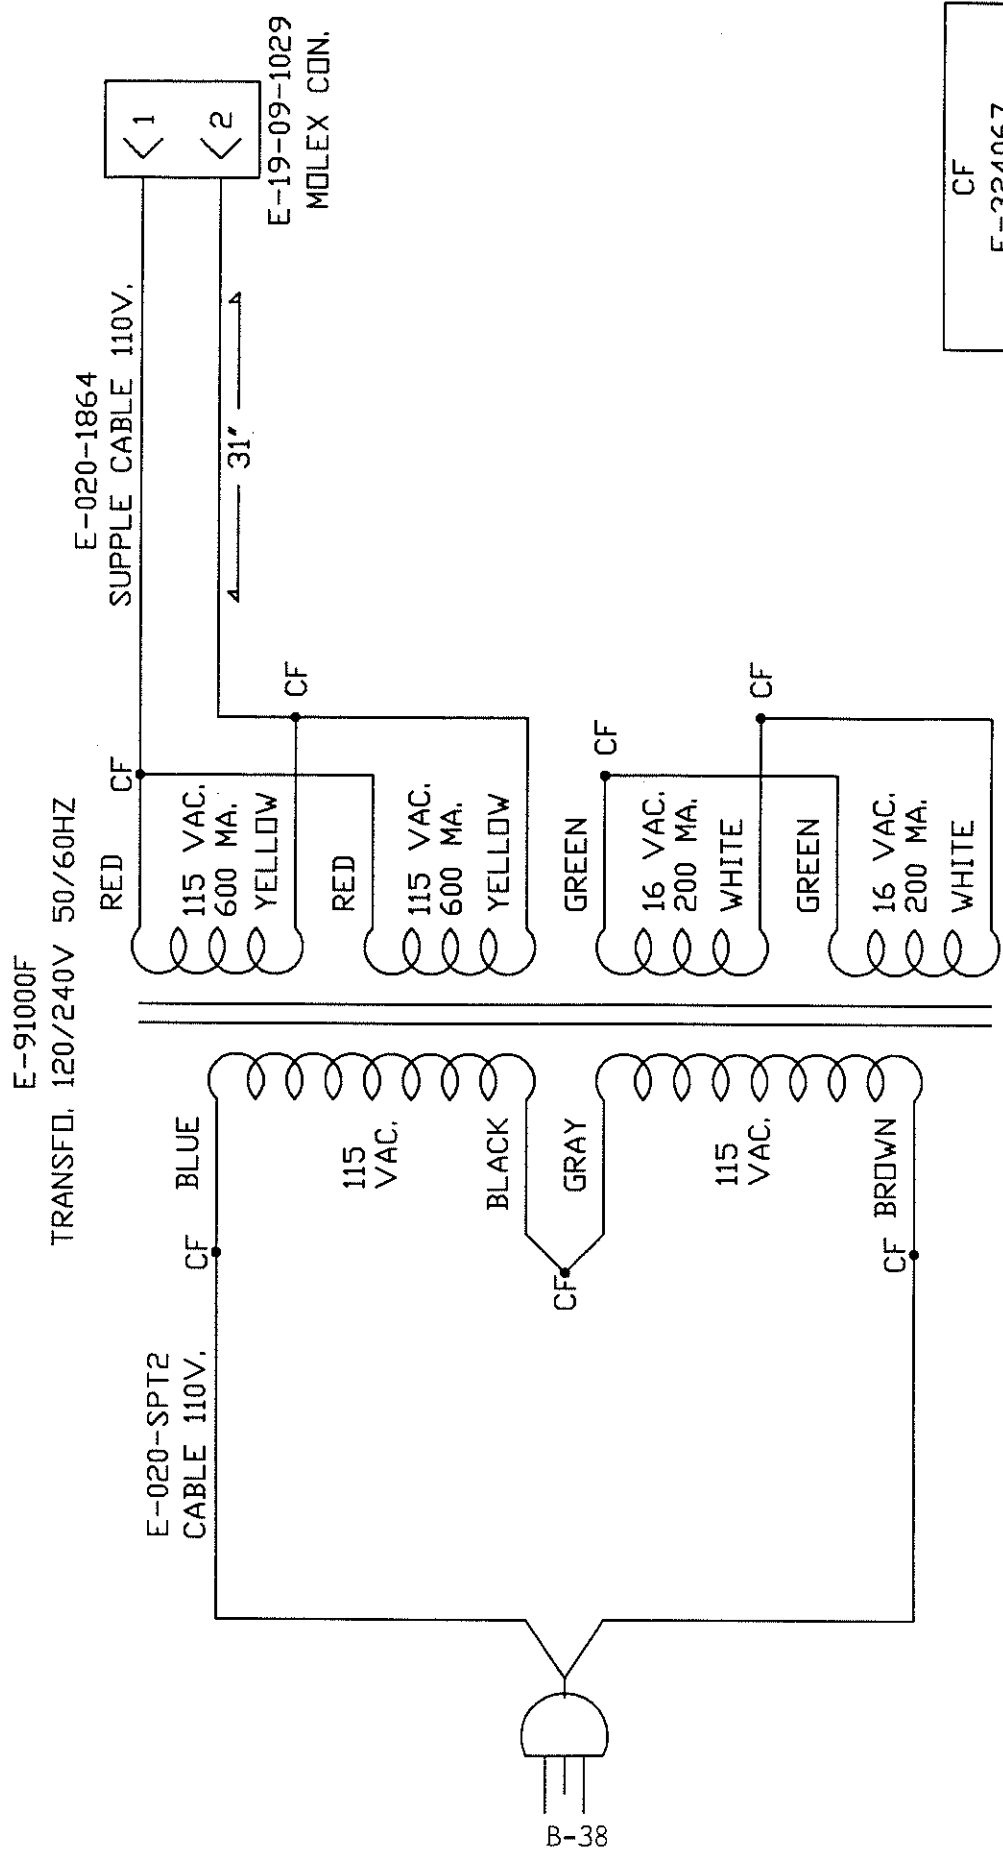 E-91000F
TRANSFO. 120/240V 50/60HZ
E-020-SPT2
CABLE 110V.
CF
BLUE
115
VAC.
BLACK
CF
GRAY
115
VAC.
CF
BROWN
RED
CF
115 VAC.
600 MA.
YELLOW
CF
RED
115 VAC.
600 MA.
YELLOW
GREEN
CF
16 VAC.
200 MA.
WHITE
CF
GREEN
16 VAC.
200 MA.
WHITE
E-020-1864
SUPPLE CABLE 110V.
31"
1
2
E-19-09-1029
MOLEX CON.
CF
E-324067
B-38